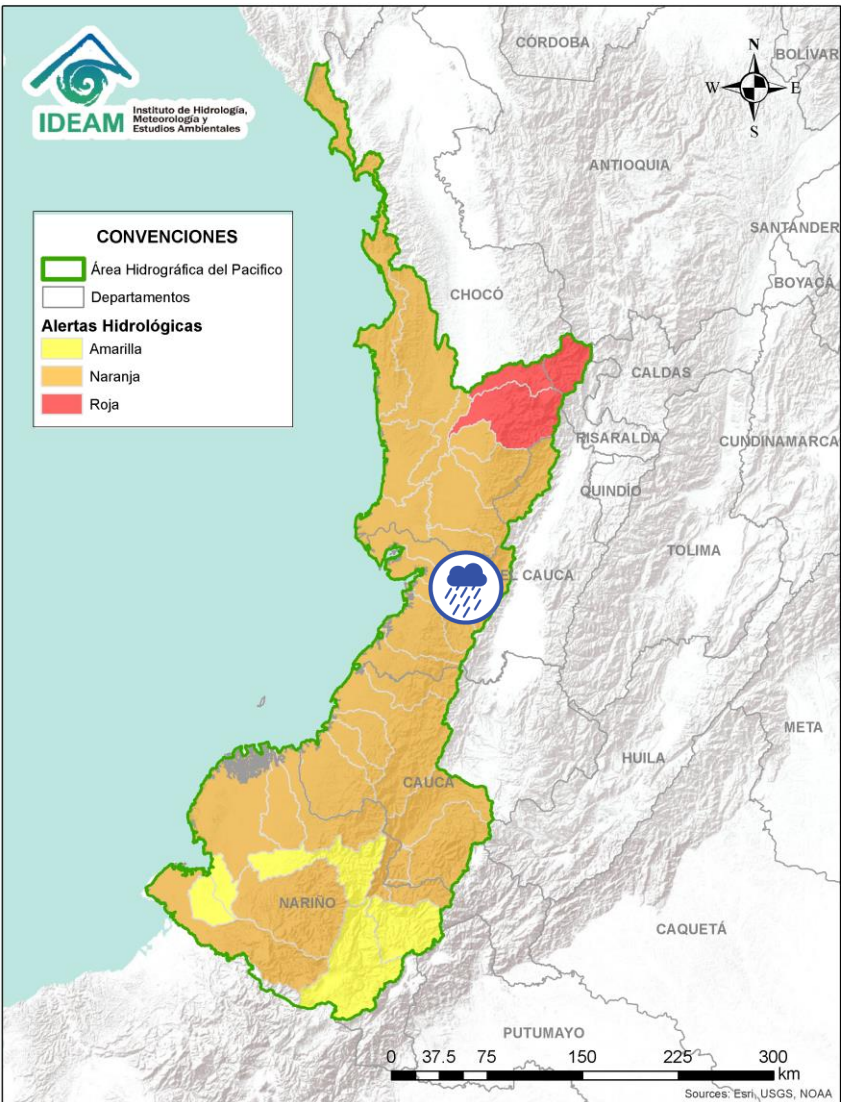 IDEAM
Instituto de Hidrología,
Meteorología y
Estudios Ambientales
N
W
E
S
CÓRDOBA
BOLIVAR
ANTIOQUIA
SANTANDER
BOYACÁ
CHOCÓ
CONVENCIONES
Área Hidrográfica del Pacifico
Departamentos
Alertas Hidrológicas
Amarilla
Naranja
Roja
CALDAS
RISARALDA
CUNDINAMARCA
QUINDÍO
TOLIMA
EL CAUCA
META
HUILA
CAUCA
NARIÑO
CAQUETÁ
PUTUMAYO
0 37.5 75 150 225 300
km
Sources: Esri, USGS, NOAA